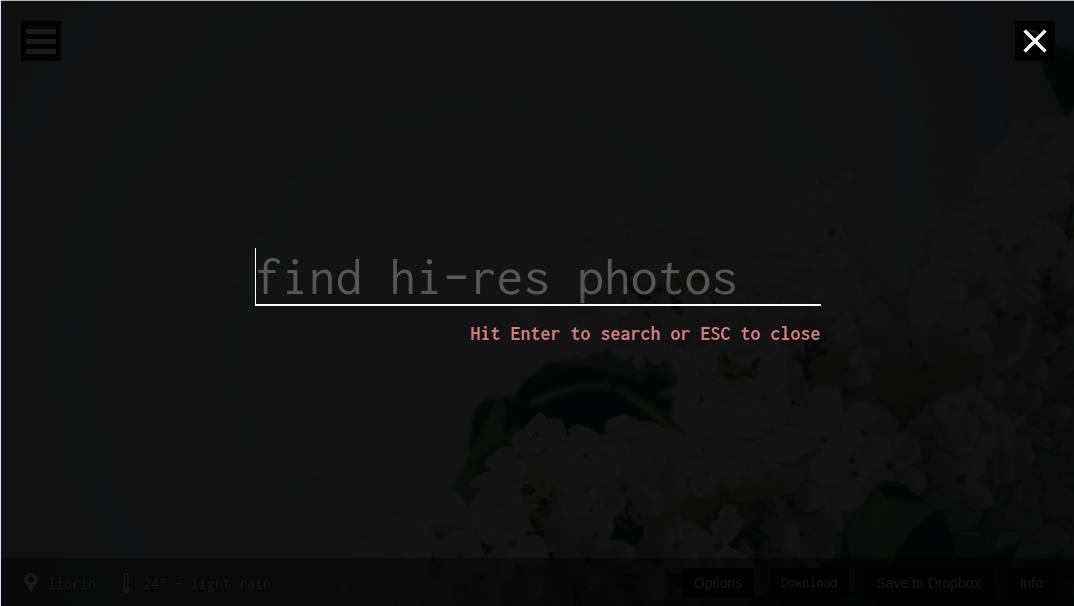 find hi-res photos
Hit Enter to search or ESC to close
Ilorin 24° - light rain Options Download Save to Dropbox Info